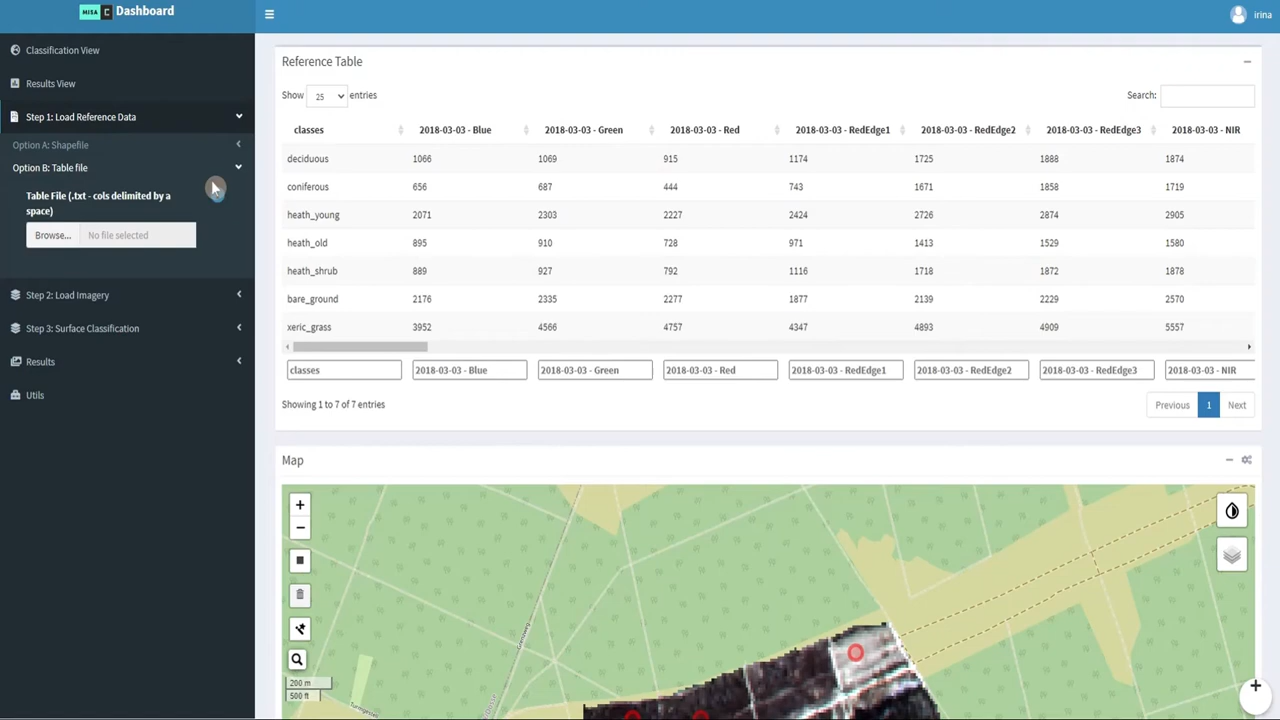 MISA C Dashboard
irina
Classification View
Results View
Step 1: Load Reference Data
Option A: Shapefile
Option B: Table file
Table File (.txt - cols delimited by a
space)
Browse... No file selected
Step 2: Load Imagery
Step 3: Surface Classification
Results
Utils
Reference Table
Show 25 entries
Search:
classes 2018-03-03 - Blue 2018-03-03 - Green 2018-03-03 - Red 2018-03-03 - RedEdge1 2018-03-03 - RedEdge2 2018-03-03 - RedEdge3 2018-03-03 - NIR
deciduous 1066 1069 915 1174 1725 1888 1874
coniferous 656 687 444 743 1671 1858 1719
heath_young 2071 2303 2227 2424 2726 2874 2905
heath_old 895 910 728 971 1413 1529 1580
heath_shrub 889 927 792 1116 1718 1872 1878
bare_ground 2176 2335 2277 1877 2139 2229 2570
xeric_grass 3952 4566 4757 4347 4893 4909 5557
classes 2018-03-03 - Blue 2018-03-03 - Green 2018-03-03 - Red 2018-03-03 - RedEdge1 2018-03-03 - RedEdge2 2018-03-03 - RedEdge3 2018-03-03 - NIR
Showing 1 to 7 of 7 entries
Previous 1 Next
Map
+
−
200 m
500 ft
+